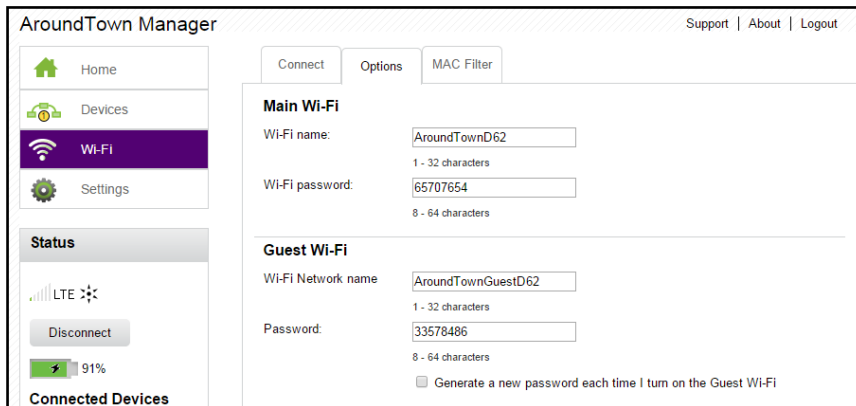 AroundTown Manager
Support | About | Logout
Home
Devices
1
Wi-Fi
Settings
Status
LTE
Disconnect
91%
Connected Devices
Connect
Options
MAC Filter
Main Wi-Fi
Wi-Fi name:
AroundTownD62
1 - 32 characters
Wi-Fi password:
65707654
8 - 64 characters
Guest Wi-Fi
Wi-Fi Network name
AroundTownGuestD62
1 - 32 characters
Password:
33578486
8 - 64 characters
Generate a new password each time I turn on the Guest Wi-Fi